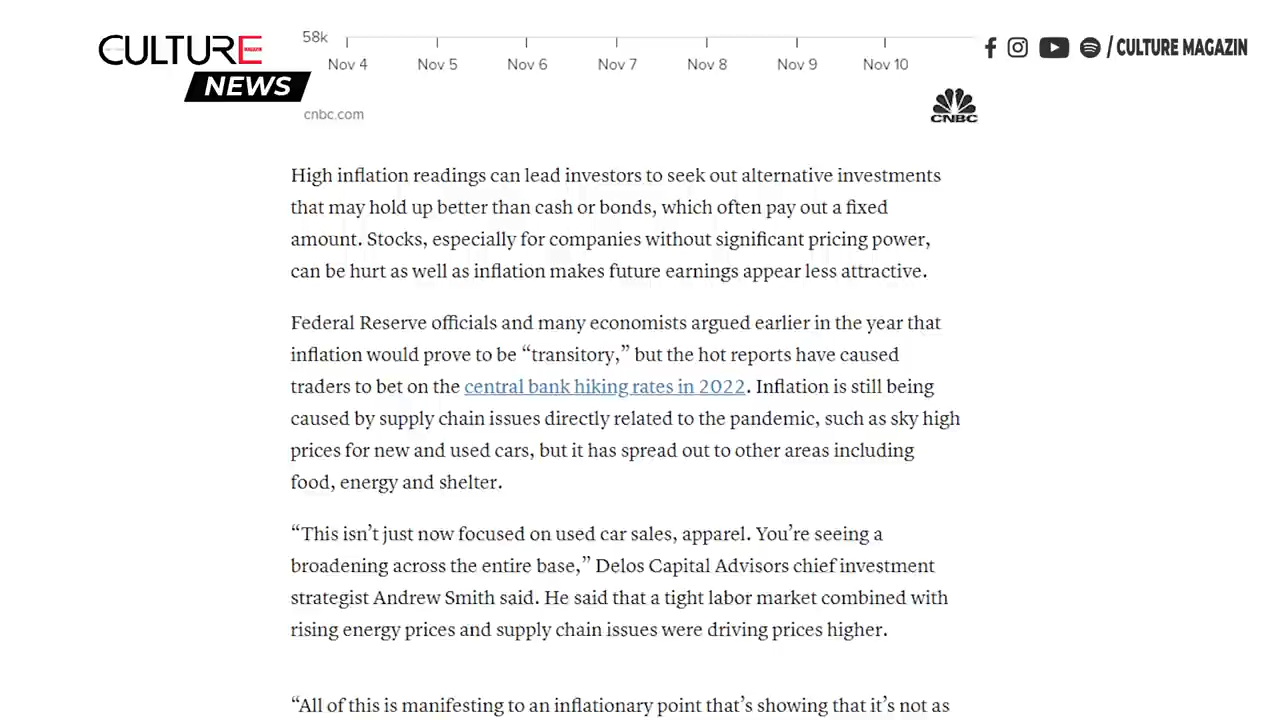 CULTURE
NEWS
/ CULTURE MAGAZIN
58k
Nov 4 Nov 5 Nov 6 Nov 7 Nov 8 Nov 9 Nov 10
cnbc.com
CNBC
High inflation readings can lead investors to seek out alternative investments
that may hold up better than cash or bonds, which often pay out a fixed
amount. Stocks, especially for companies without significant pricing power,
can be hurt as well as inflation makes future earnings appear less attractive.
Federal Reserve officials and many economists argued earlier in the year that
inflation would prove to be “transitory,” but the hot reports have caused
traders to bet on the central bank hiking rates in 2022. Inflation is still being
caused by supply chain issues directly related to the pandemic, such as sky high
prices for new and used cars, but it has spread out to other areas including
food, energy and shelter.
“This isn’t just now focused on used car sales, apparel. You’re seeing a
broadening across the entire base,” Delos Capital Advisors chief investment
strategist Andrew Smith said. He said that a tight labor market combined with
rising energy prices and supply chain issues were driving prices higher.
“All of this is manifesting to an inflationary point that’s showing that it’s not as